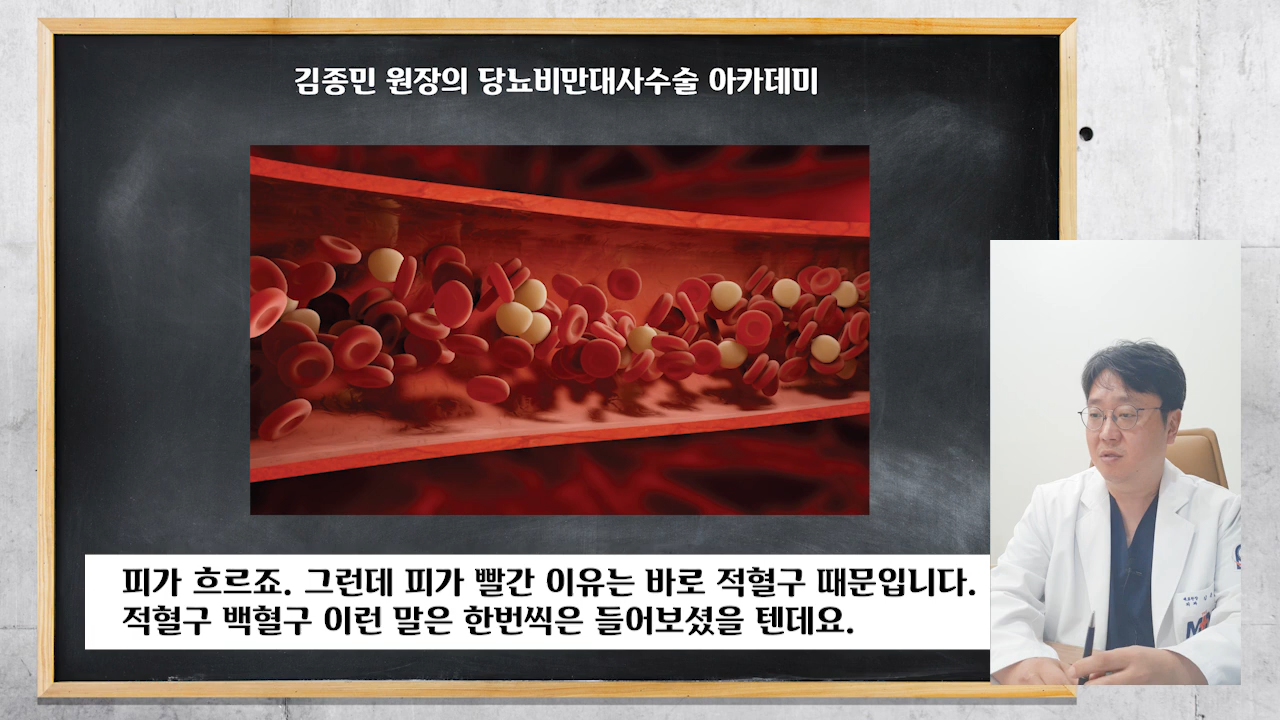 김종민 원장의 당뇨비만대사수술 아카데미
피가 흐르죠. 그런데 피가 빨간 이유는 바로 적혈구 때문입니다.
적혈구 백혈구 이런 말은 한번씩은 들어보셨을 텐데요.